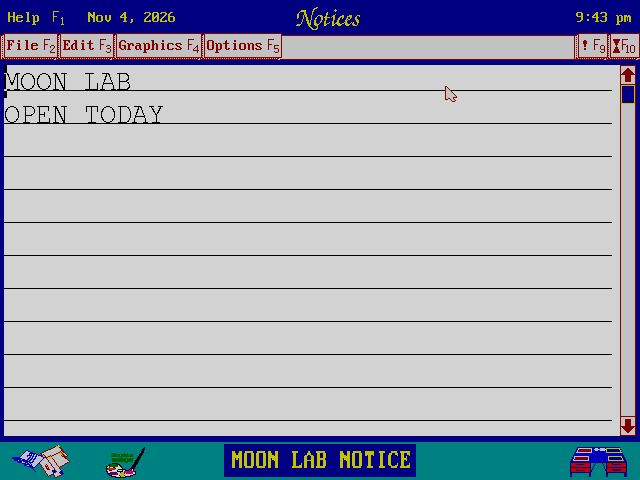 Help F1 Nov 4, 2026 Notices 9:43 pm
File F2 Edit F3 Graphics F4 Options F5 ! F9 F10
MOON LAB
OPEN TODAY
MOON LAB NOTICE